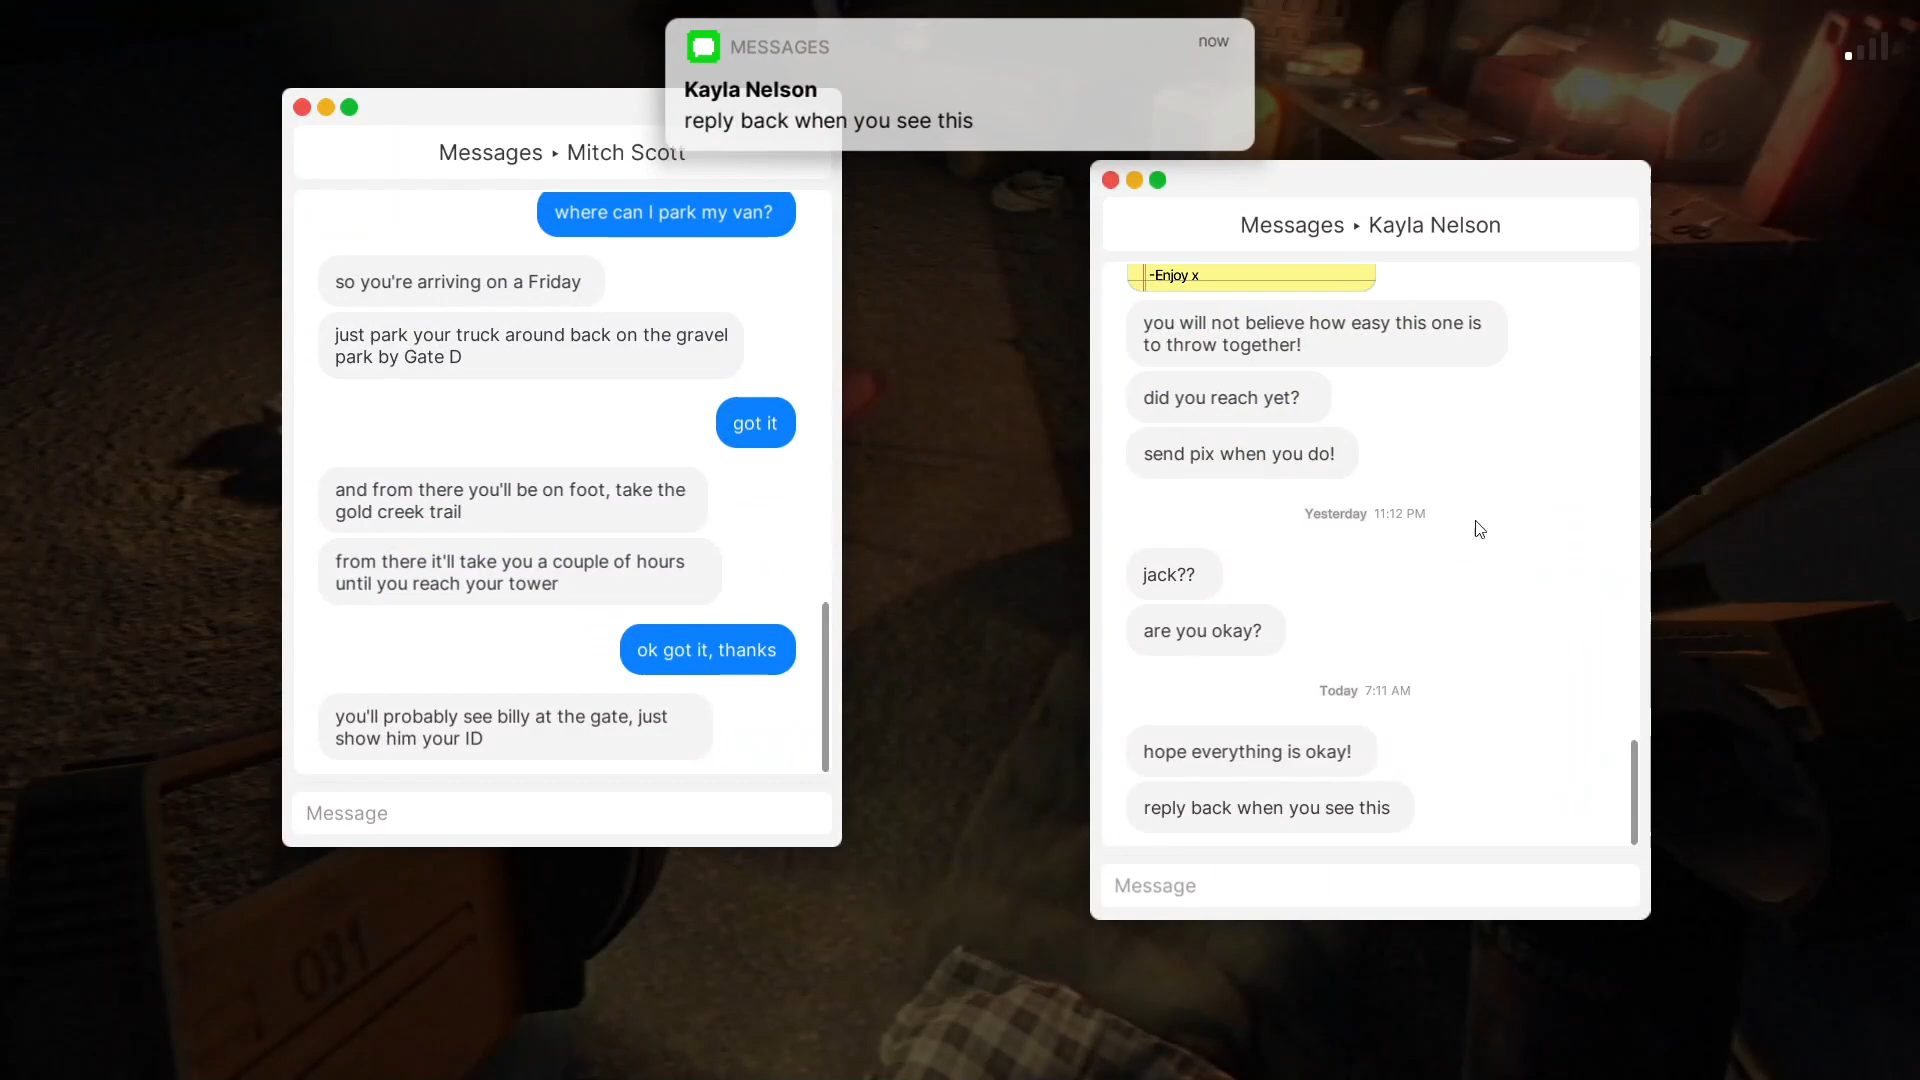 MESSAGES
now
Kayla Nelson
reply back when you see this
Messages ▸ Mitch Scott
where can I park my van?
so you're arriving on a Friday
just park your truck around back on the gravel
park by Gate D
got it
and from there you'll be on foot, take the
gold creek trail
from there it'll take you a couple of hours
until you reach your tower
ok got it, thanks
you'll probably see billy at the gate, just
show him your ID
Message
Messages ▸ Kayla Nelson
-Enjoy x
you will not believe how easy this one is
to throw together!
did you reach yet?
send pix when you do!
Yesterday 11:12 PM
jack??
are you okay?
Today 7:11 AM
hope everything is okay!
reply back when you see this
Message
031